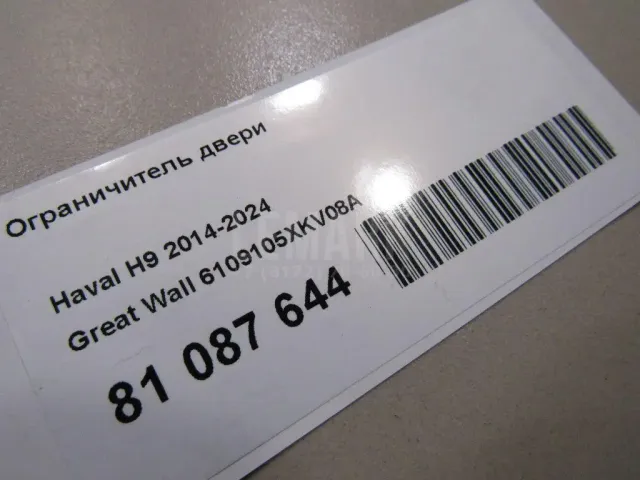 Ограничитель двери
Haval H9 2014-2024
Great Wall 6109105XKV08A
81 087 644